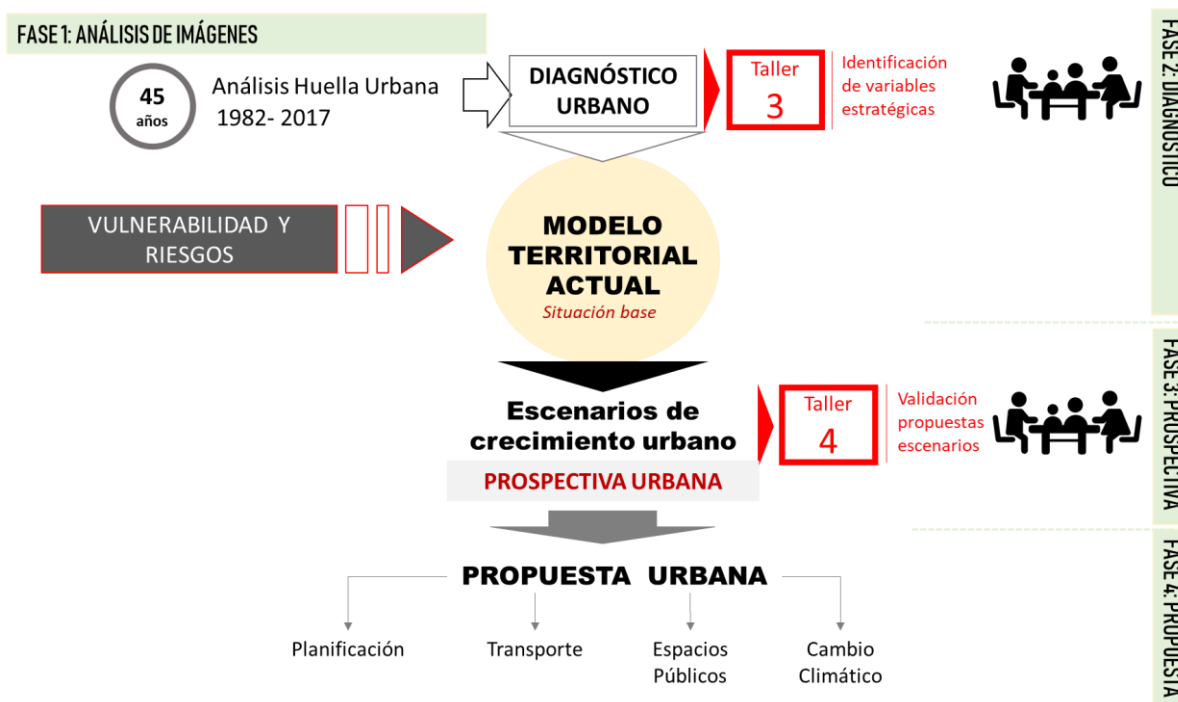 FASE 1: ANÁLISIS DE IMÁGENES
45
años
Análisis Huella Urbana
1982- 2017
DIAGNÓSTICO
URBANO
Taller
3
Identificación
de variables
estratégicas
FASE 2: DIAGNOSTICO
VULNERABILIDAD Y
RIESGOS
MODELO
TERRITORIAL
ACTUAL
Situación base
Escenarios de
crecimiento urbano
PROSPECTIVA URBANA
Taller
4
Validación
propuestas
escenarios
FASE 3: PROSPECTIVA
PROPUESTA URBANA
Planificación
Transporte
Espacios
Públicos
Cambio
Climático
FASE 4: PROPUESTA